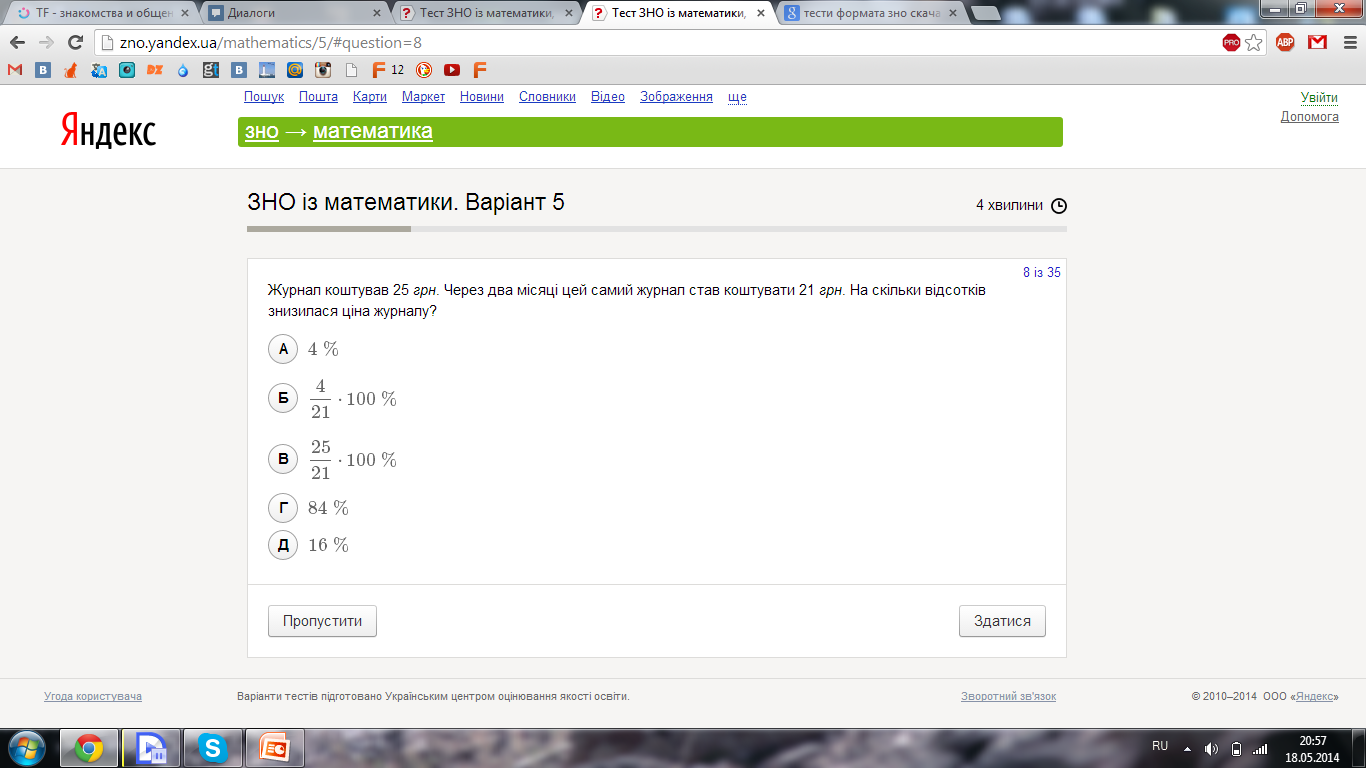 TF - знакомства и общен
Диалоги
Тест ЗНО із математики,
Тест ЗНО із математики,
тести формата зно скача
zno.yandex.ua/mathematics/5/#question=8
PRO
ABP
12
Пошук Пошта Карти Маркет Новини Словники Відео Зображення ще
Увійти
Допомога
Яндекс
зно → математика
ЗНО із математики. Варіант 5
4 хвилини
8 із 35
Журнал коштував 25 грн. Через два місяці цей самий журнал став коштувати 21 грн. На скільки відсотків
знизилася ціна журналу?
А 4 %
Б 4/21 · 100 %
В 25/21 · 100 %
Г 84 %
Д 16 %
Пропустити
Здатися
Угода користувача
Варіанти тестів підготовано Українським центром оцінювання якості освіти.
Зворотний зв'язок
© 2010–2014 ООО «Яндекс»
RU
20:57
18.05.2014